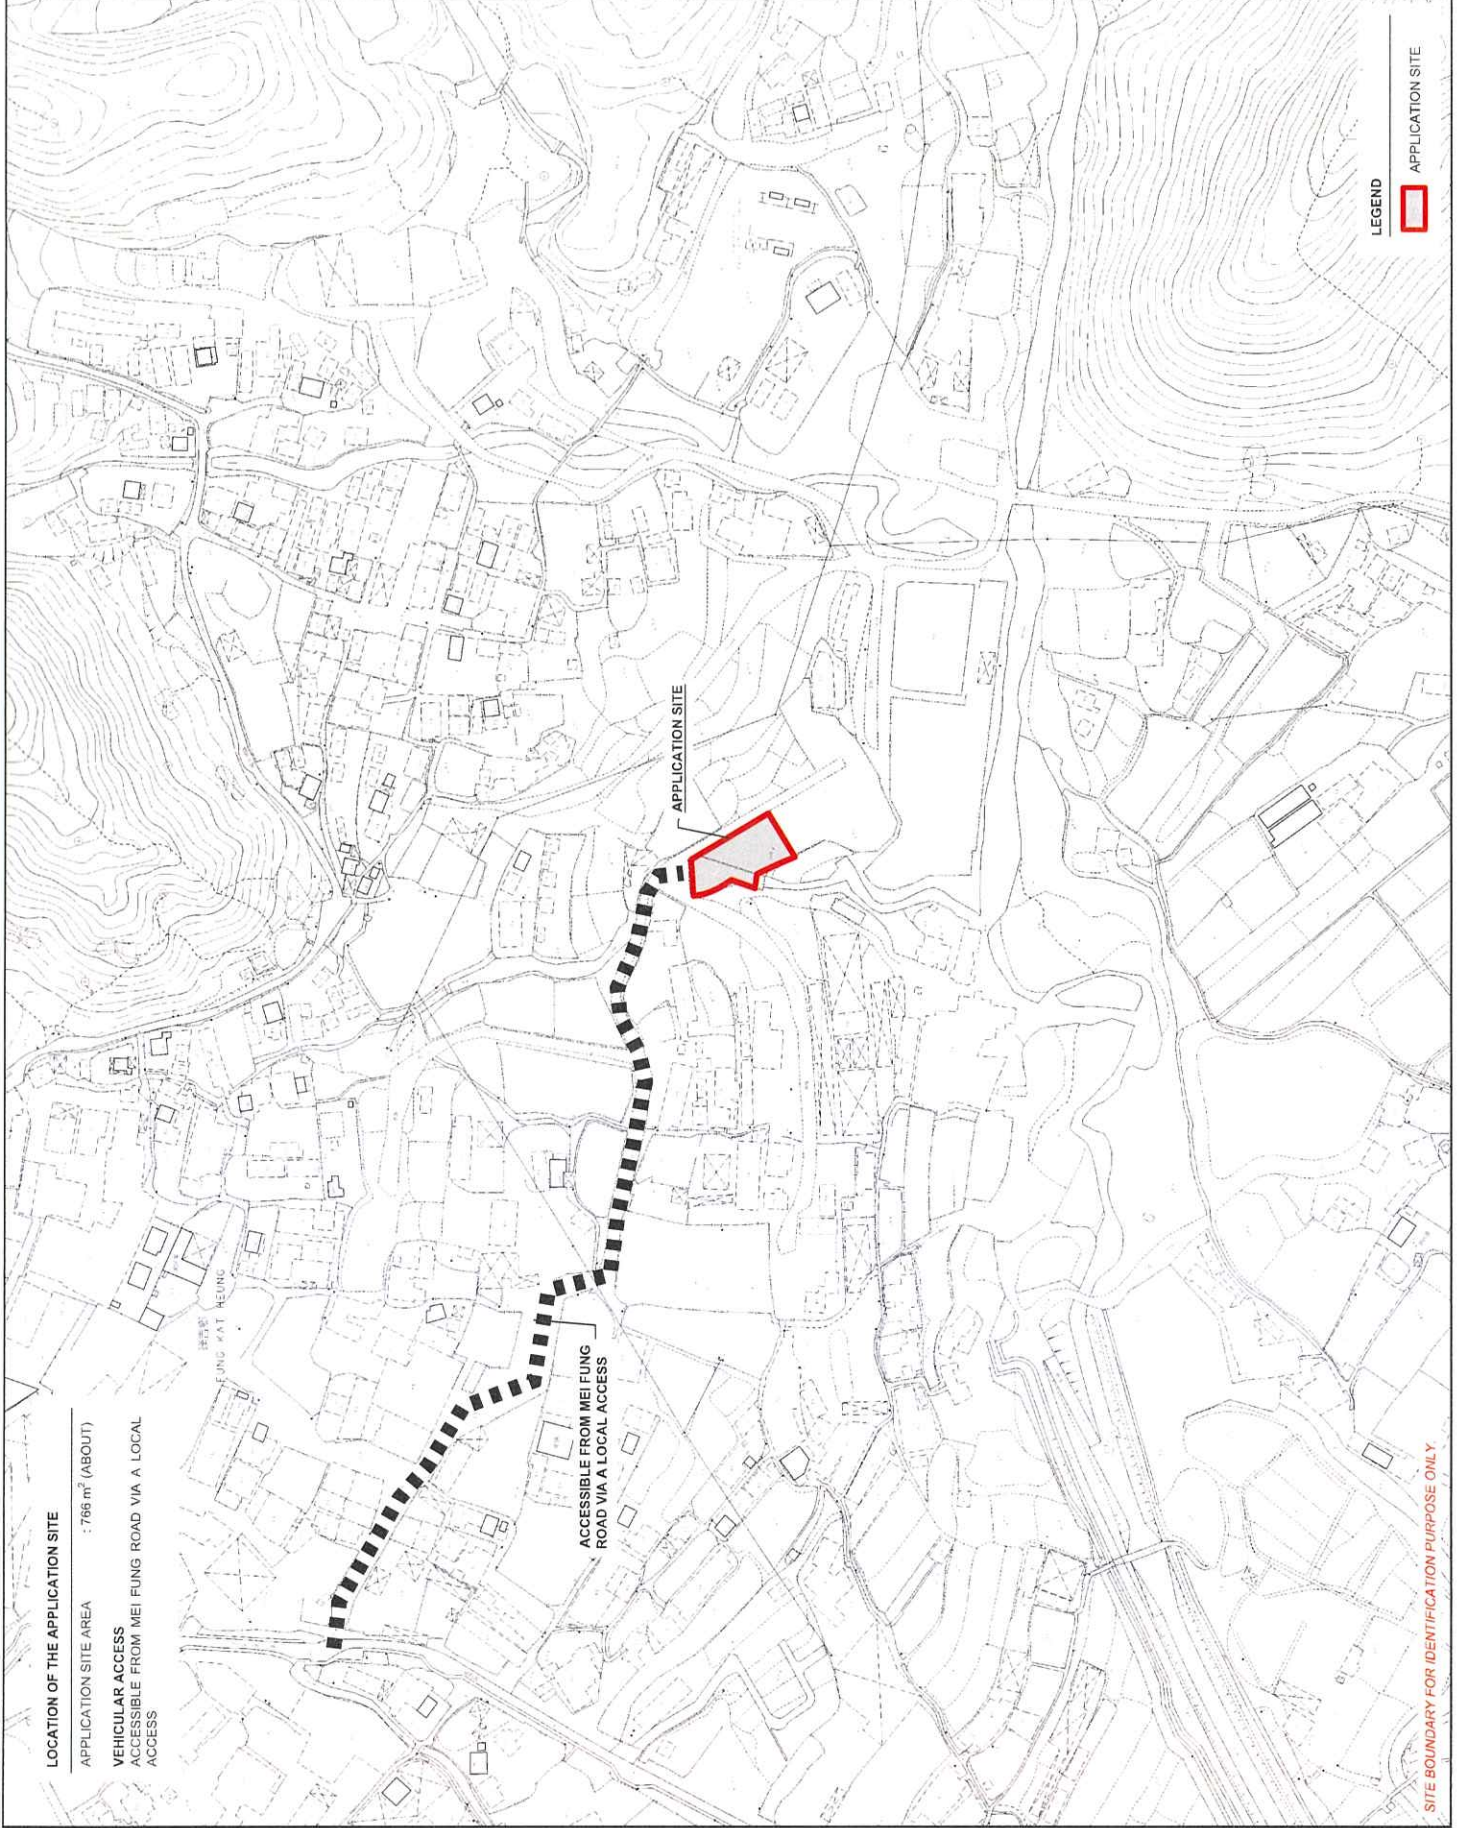 LOCATION OF THE APPLICATION SITE
APPLICATION SITE AREA : 766 m² (ABOUT)
VEHICULAR ACCESS
ACCESSIBLE FROM MEI FUNG ROAD VIA A LOCAL
ACCESS
FUNG KAT HEUNG
ACCESSIBLE FROM MEI FUNG
ROAD VIA A LOCAL ACCESS
APPLICATION SITE
LEGEND
APPLICATION SITE
SITE BOUNDARY FOR IDENTIFICATION PURPOSE ONLY